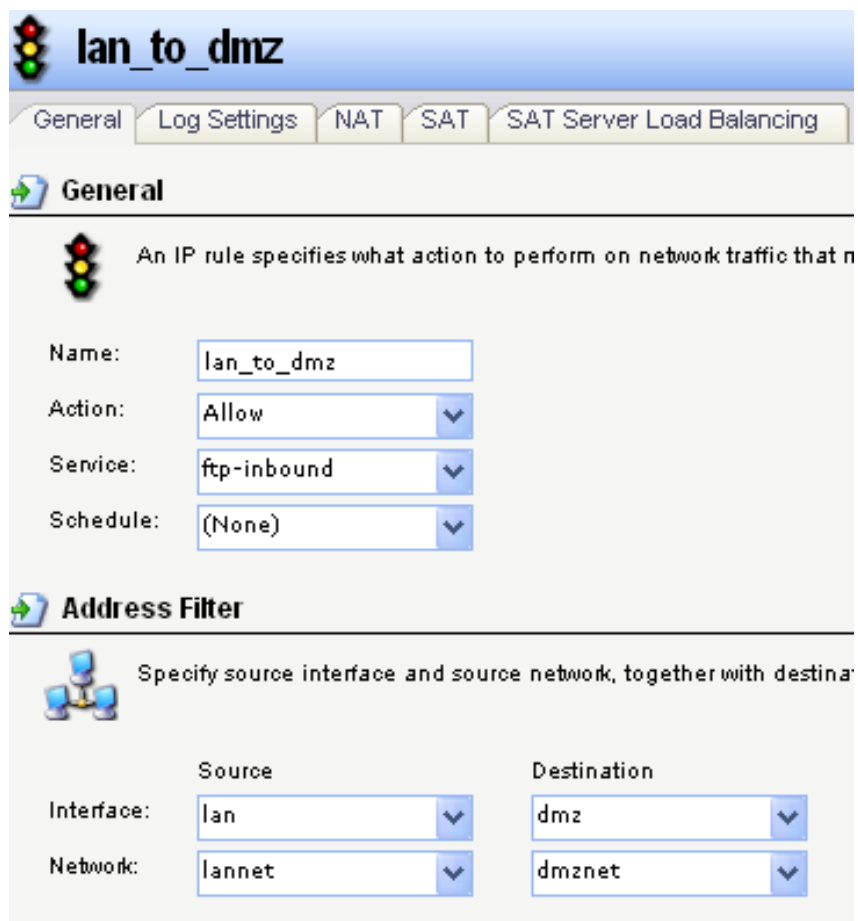 lan_to_dmz
General Log Settings NAT SAT SAT Server Load Balancing
General
An IP rule specifies what action to perform on network traffic that
Name: lan_to_dmz
Action: Allow
Service: ftp-inbound
Schedule: (None)
Address Filter
Specify source interface and source network, together with
Source Destination
Interface: lan dmz
Network: lannet dmznet